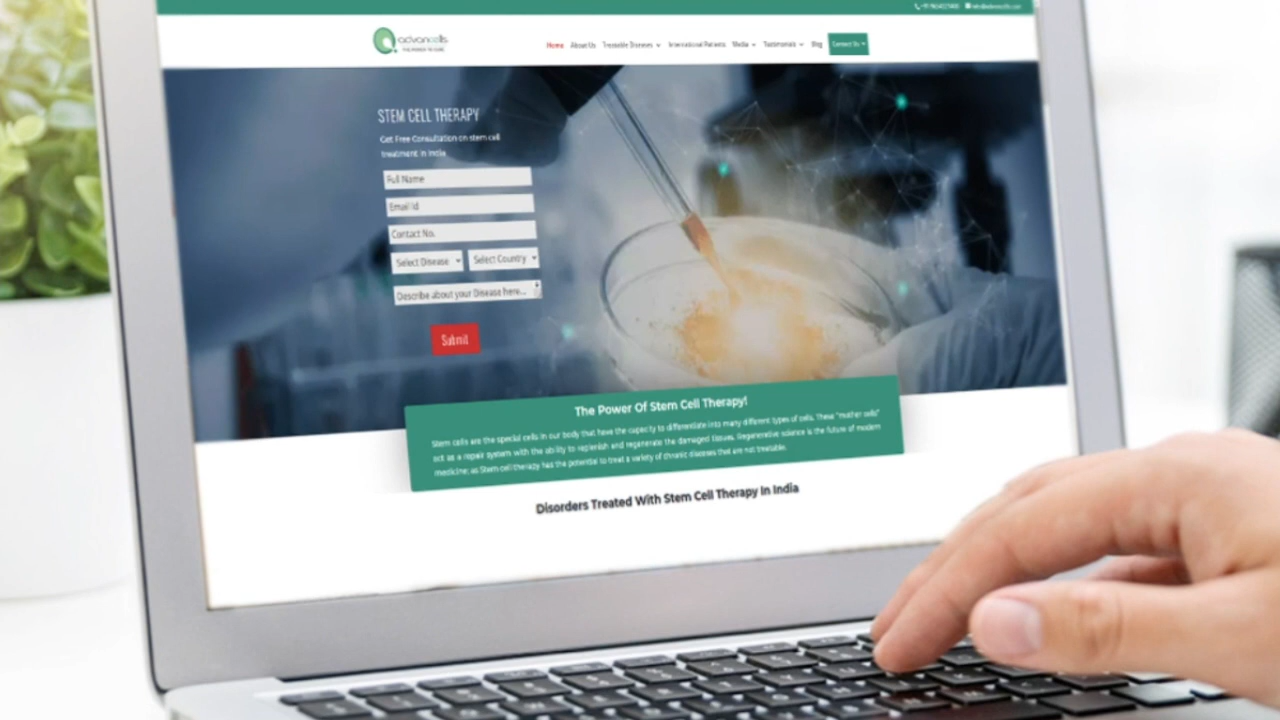 advancells
THE POWER TO CURE
Home About Us Treatable Diseases International Patients Media Testimonials Blog Contact Us
STEM CELL THERAPY
Get Free Consultation on stem cell
treatment in India
Full Name
Email Id
Contact No.
Select Disease Select Country
Describe about your Disease here...
Submit
The Power Of Stem Cell Therapy!
Stem cells are the special cells in our body that have the capacity to differentiate into many different types of cells. These "mother cells"
act as a repair system with the ability to replenish and regenerate the damaged tissues. Regenerative science is the future of modern
medicine; as Stem cell therapy has the potential to treat a variety of chronic diseases that are not treatable.
Disorders Treated With Stem Cell Therapy In India